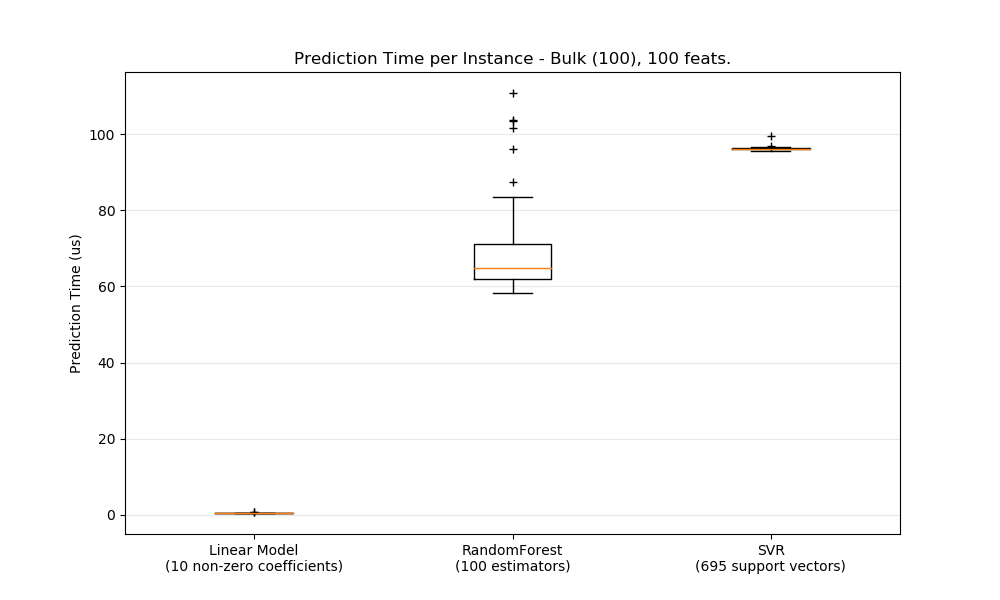 Prediction Time per Instance - Bulk (100), 100 feats.
Prediction Time (us)
100
80
60
40
20
0
Linear Model
(10 non-zero coefficients)
RandomForest
(100 estimators)
SVR
(695 support vectors)